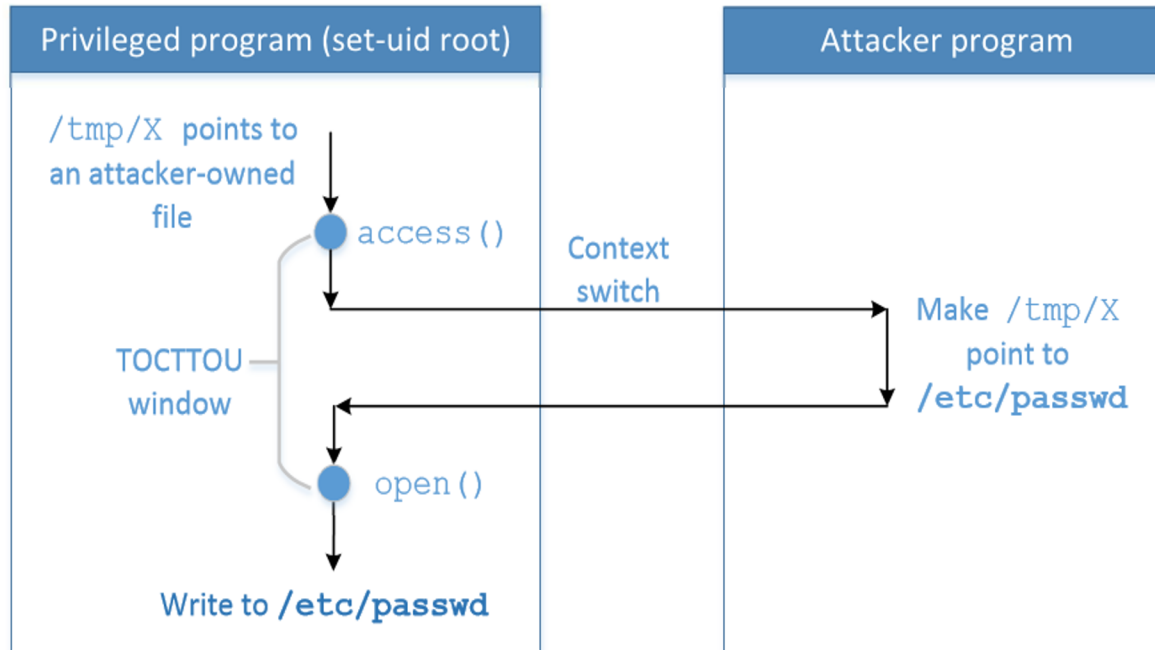 Privileged program (set-uid root)
Attacker program
/tmp/X points to
an attacker-owned
file
access()
Context
switch
Make /tmp/X
point to
/etc/passwd
TOCTTOU
window
open()
Write to /etc/passwd